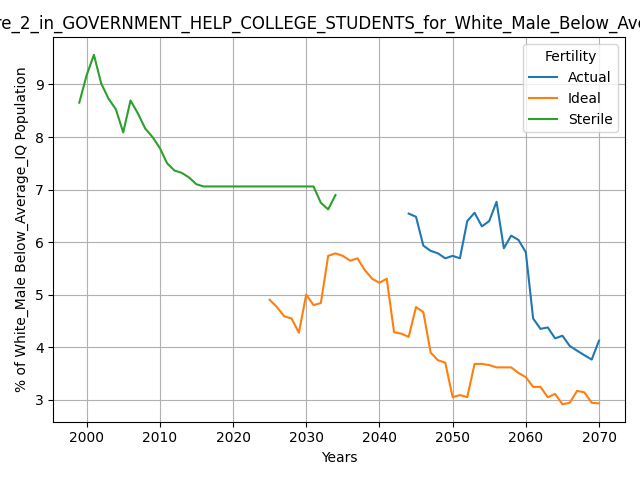 re_2_in_GOVERNMENT_HELP_COLLEGE_STUDENTS_for_White_Male_Below_Ave
% of White_Male Below_Average_IQ Population
9
8
7
6
5
4
3
Fertility
Actual
Ideal
Sterile
2000 2010 2020 2030 2040 2050 2060 2070
Years